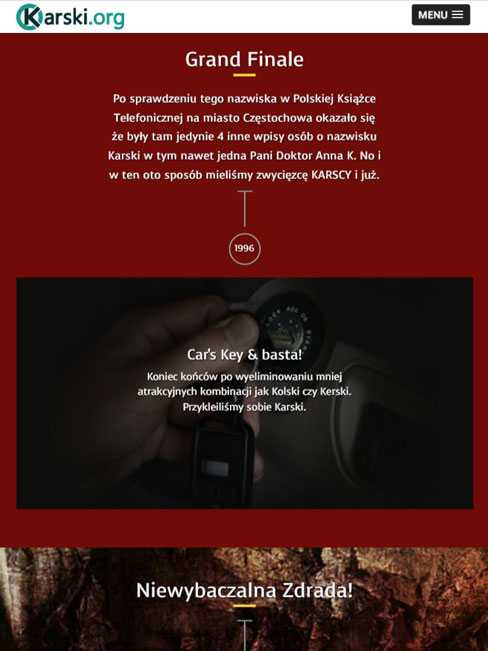 Karski.org
MENU
Grand Finale
Po sprawdzeniu tego nazwiska w Polskiej Książce
Telefonicznej na miasto Częstochowa okazało się
że były tam jedynie 4 inne wpisy osób o nazwisku
Karski w tym nawet jedna Pani Doktor Anna K. No i
w ten oto sposób mieliśmy zwycięzcę KARSCY i już.
1996
Car's Key & basta!
Koniec końców po wyeliminowaniu mniej
atrakcyjnych kombinacji jak Kolski czy Kerski.
Przykleiliśmy sobie Karski.
Niewybaczalna Zdrada!